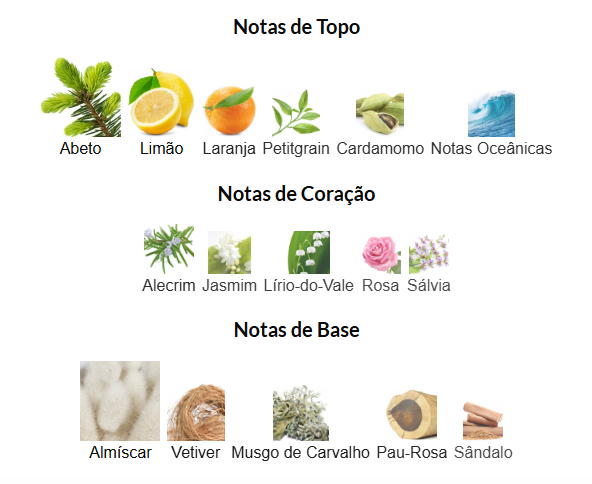 Notas de Topo
Abeto Limão Laranja Petitgrain Cardamomo Notas Oceânicas
Notas de Coração
Alecrim Jasmim Lírio-do-Vale Rosa Sálvia
Notas de Base
Almíscar Vetiver Musgo de Carvalho Pau-Rosa Sândalo